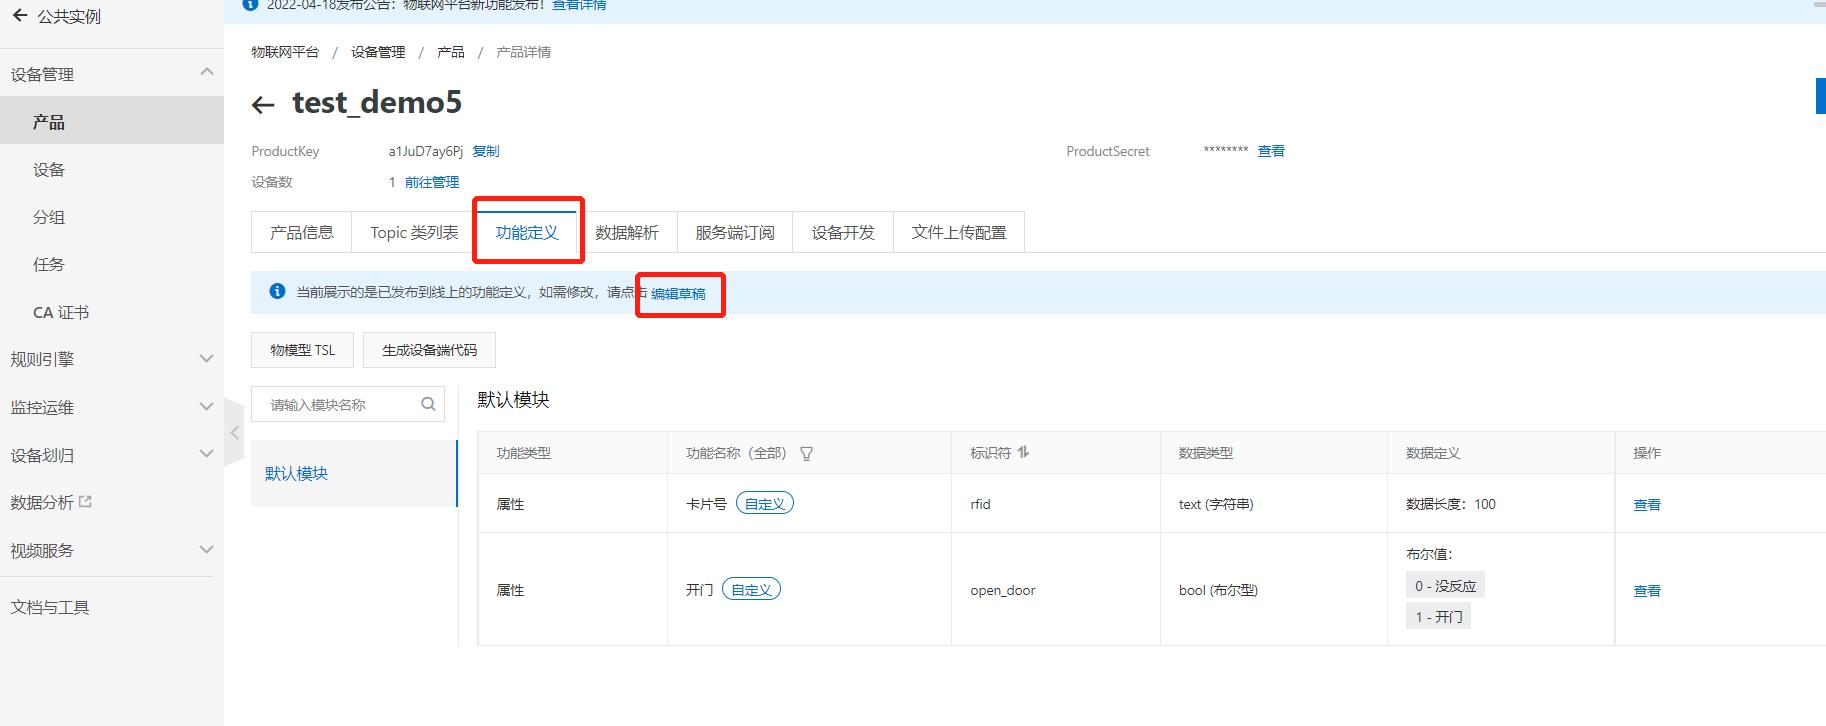 公共实例
2022-04-18发布公告：物联网平台新功能发布！查看详情
物联网平台 / 设备管理 / 产品 / 产品详情
test_demo5
ProductKey a1JuD7ay6Pj 复制 ProductSecret ******** 查看
设备数 1 前往管理
产品信息 Topic 类列表 功能定义 数据解析 服务端订阅 设备开发 文件上传配置
当前展示的是已发布到线上的功能定义，如需修改，请点击 编辑草稿
物模型 TSL 生成设备端代码
请输入模块名称
默认模块
默认模块
功能类型 功能名称（全部） 标识符 数据类型 数据定义 操作
属性 卡片号 自定义 rfid text (字符串) 数据长度：100 查看
属性 开门 自定义 open_door bool (布尔型) 布尔值： 查看
0 - 没反应
1 - 开门
设备管理
产品
设备
分组
任务
CA 证书
规则引擎
监控运维
设备划归
数据分析
视频服务
文档与工具